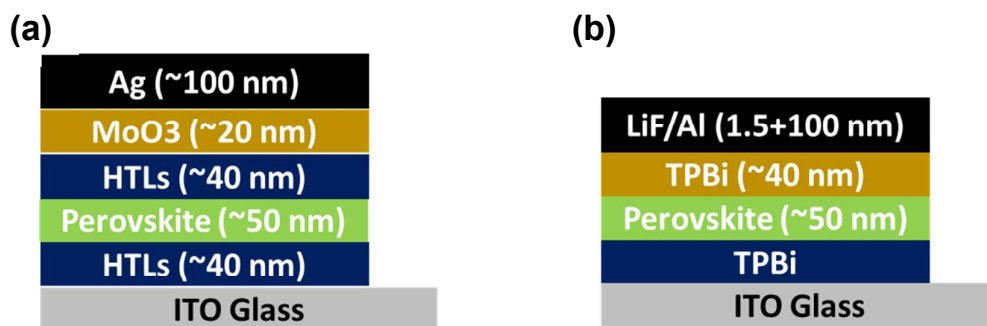 (a)
Ag (~100 nm)
MoO3 (~20 nm)
HTLs (~40 nm)
Perovskite (~50 nm)
HTLs (~40 nm)
ITO Glass
(b)
LiF/Al (1.5+100 nm)
TPBi (~40 nm)
Perovskite (~50 nm)
TPBi
ITO Glass